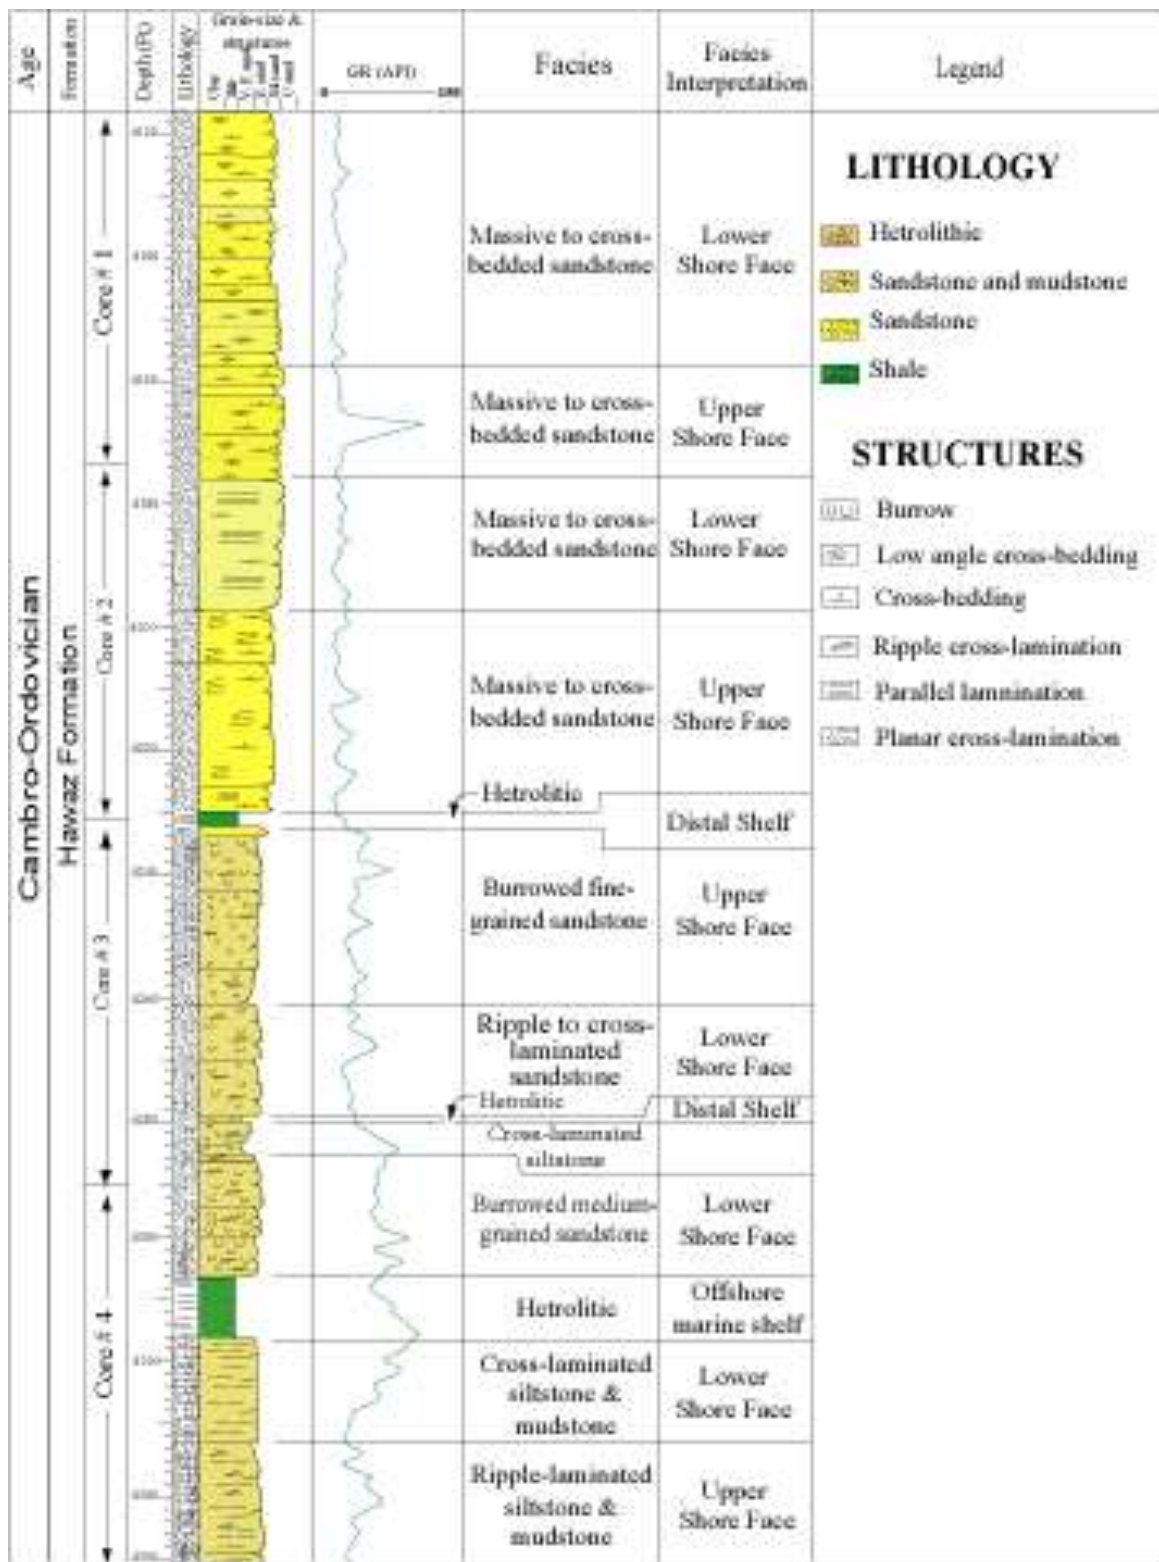 Age
Formation
Depth (Ft)
Lithology
Grain-size &
structures
GR (API)
0
Facies
Facies
Interpretation
Legend
Cambro-Ordovician
Hawaz Formation
Core # 1
Core # 2
Core # 3
Core # 4
Massive to cross-
bedded sandstone
Lower
Shore Face
Massive to cross-
bedded sandstone
Upper
Shore Face
Massive to cross-
bedded sandstone
Lower
Shore Face
Massive to cross-
bedded sandstone
Upper
Shore Face
Hetrolitic
Distal Shelf
Burrowed fine-
grained sandstone
Upper
Shore Face
Ripple to cross-
laminated
sandstone
Lower
Shore Face
Hetrolitic
Distal Shelf
Cross-laminated
siltstone
Burrowed medium-
grained sandstone
Lower
Shore Face
Hetrolitic
Offshore
marine shelf
Cross-laminated
siltstone &
mudstone
Lower
Shore Face
Ripple-laminated
siltstone &
mudstone
Upper
Shore Face
LITHOLOGY
Hetrolithic
Sandstone and mudstone
Sandstone
Shale
STRUCTURES
Burrow
Low angle cross-bedding
Cross-bedding
Ripple cross-lamination
Parallel lamnination
Planar cross-lamination